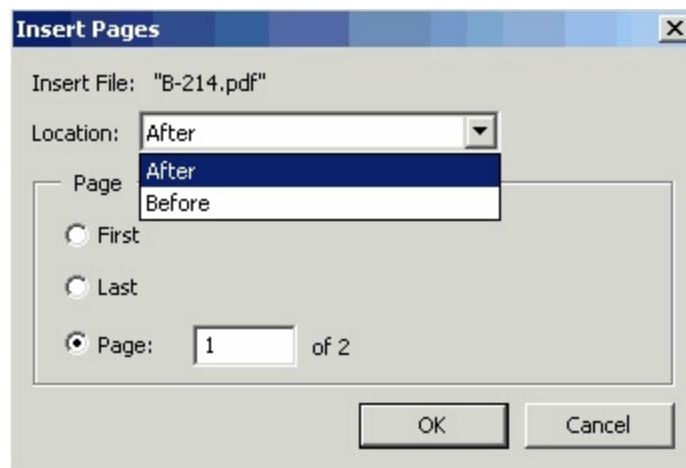 Insert Pages
Insert File: "B-214.pdf"
Location: After
After
Before
Page
First
Last
Page: 1 of 2
OK Cancel